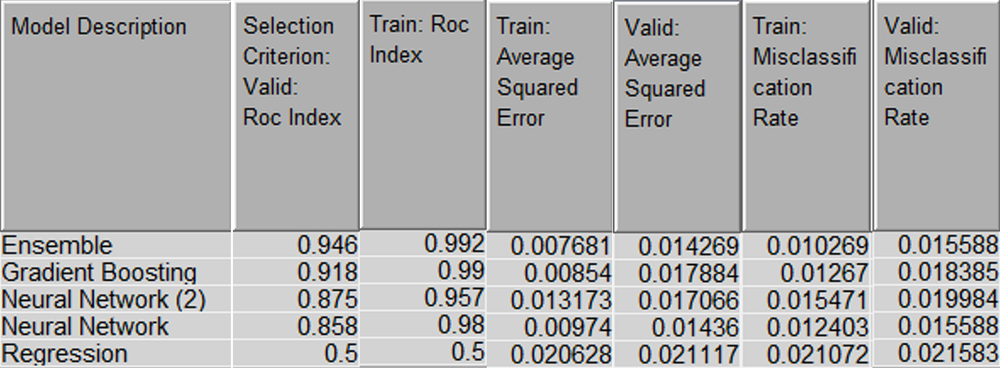 Model Description
Selection
Criterion:
Valid:
Roc Index
Train: Roc
Index
Train:
Average
Squared
Error
Valid:
Average
Squared
Error
Train:
Misclassifi
cation
Rate
Valid:
Misclassifi
cation
Rate
Ensemble 0.946 0.992 0.007681 0.014269 0.010269 0.015588
Gradient Boosting 0.918 0.99 0.00854 0.017884 0.01267 0.018385
Neural Network (2) 0.875 0.957 0.013173 0.017066 0.015471 0.019984
Neural Network 0.858 0.98 0.00974 0.01436 0.012403 0.015588
Regression 0.5 0.5 0.020628 0.021117 0.021072 0.021583